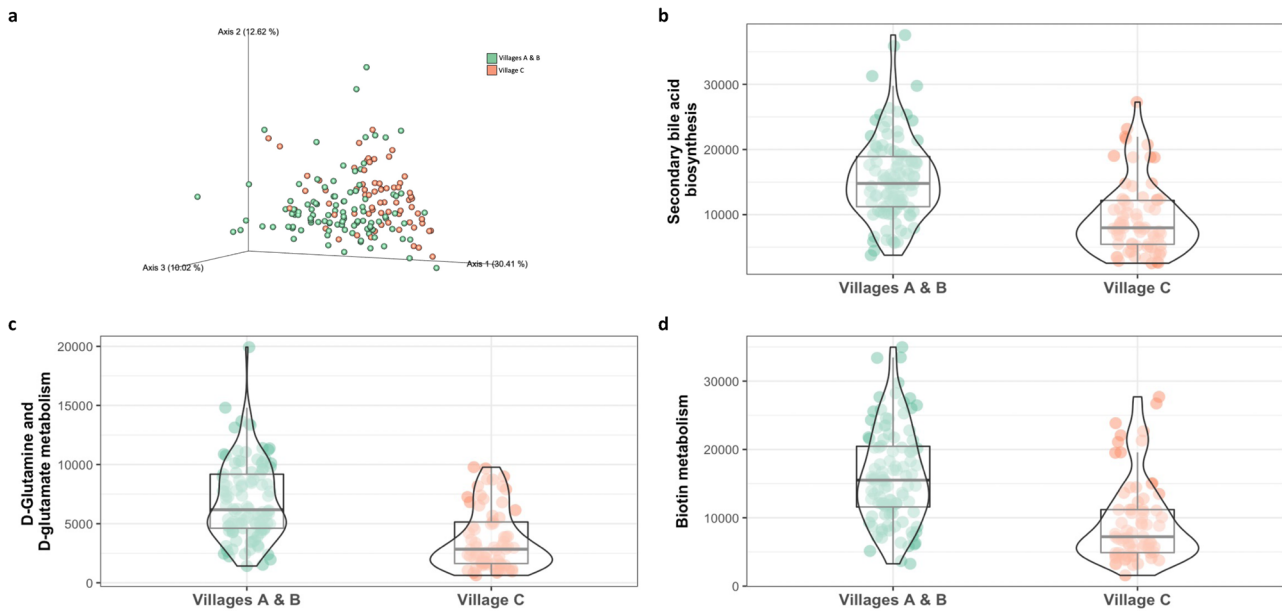 a
Axis 2 (12.62 %)
Villages A & B
Village C
Axis 3 (10.02 %)
Axis 1 (30.41 %)
b
Secondary bile acid
biosynthesis
30000
20000
10000
Villages A & B
Village C
c
D-Glutamine and
D-glutamate metabolism
20000
15000
10000
5000
0
Villages A & B
Village C
d
Biotin metabolism
30000
20000
10000
0
Villages A & B
Village C